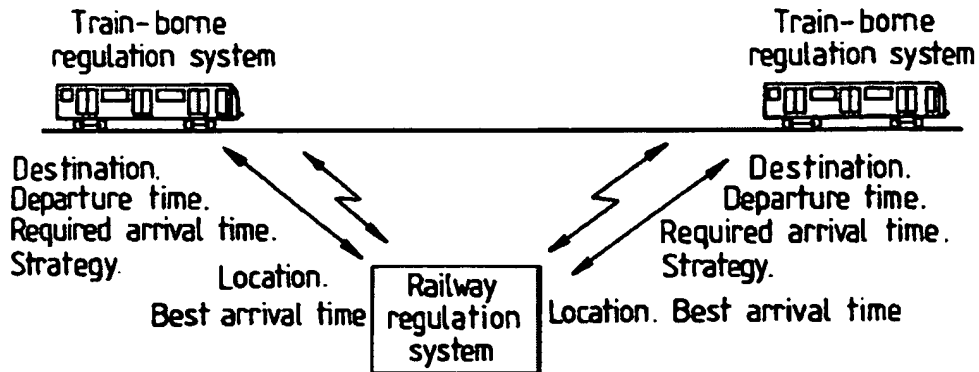 Train-borne
regulation system
Train-borne
regulation system
Destination.
Departure time.
Required arrival time.
Strategy.
Location.
Best arrival time
Railway
regulation
system
Destination.
Departure time.
Required arrival time.
Strategy.
Location. Best arrival time